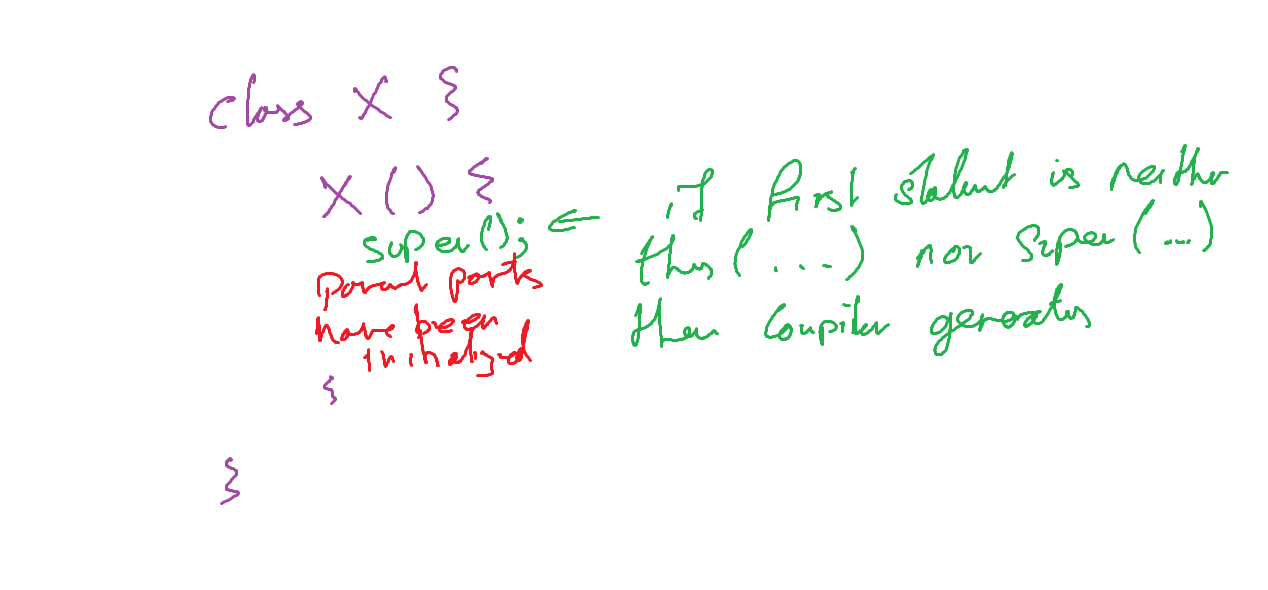 class X {
X() {
super(); ← if first statement is neither
this(...) nor super(...)
then compiler generates
Parent parts
have been
initialized
}
}